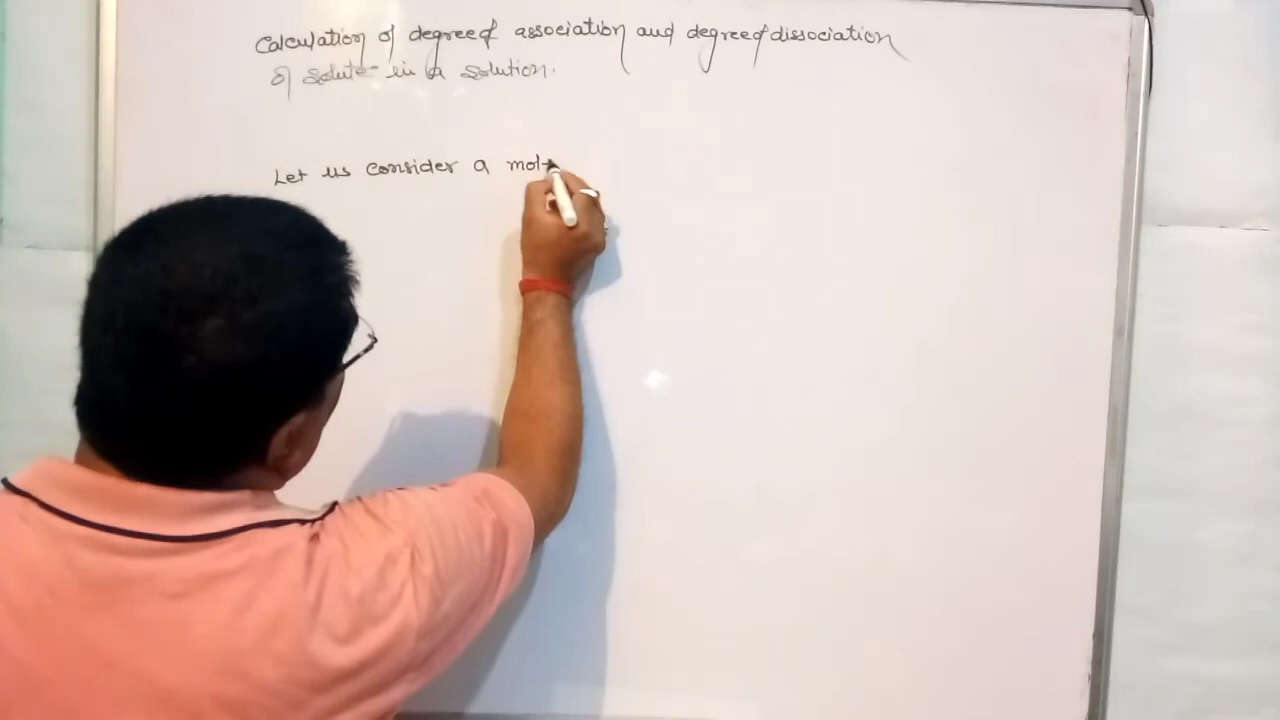 Calculation of degree of association and degree of dissociation
of solute in a solution.
Let us consider a mol